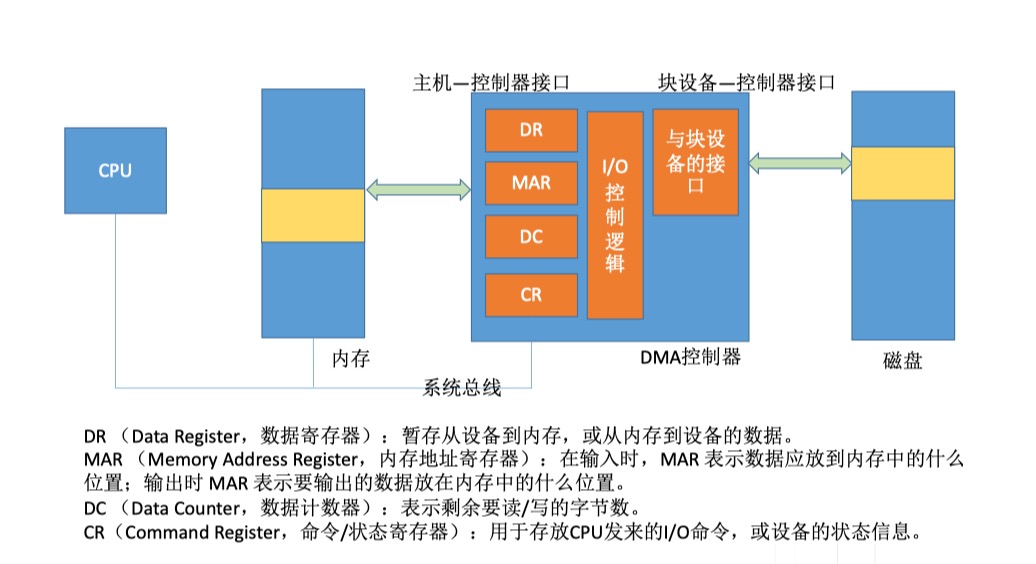 主机—控制器接口
块设备—控制器接口
CPU
DR
MAR
DC
CR
I/O
控
制
逻
辑
与块设
备的接
口
内存
DMA控制器
磁盘
系统总线
DR （Data Register，数据寄存器）：暂存从设备到内存，或从内存到设备的数据。
MAR （Memory Address Register，内存地址寄存器）：在输入时，MAR 表示数据应放到内存中的什么
位置；输出时 MAR 表示要输出的数据放在内存中的什么位置。
DC （Data Counter，数据计数器）：表示剩余要读/写的字节数。
CR（Command Register，命令/状态寄存器）：用于存放CPU发来的I/O命令，或设备的状态信息。